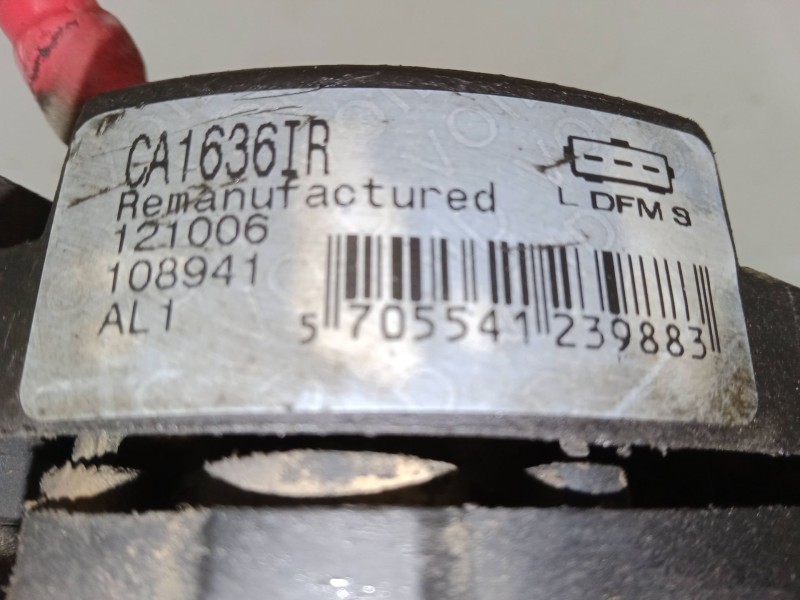 CA1636IR
Remanufactured
121006
108941
AL1
L DFM S
5 705541 239883